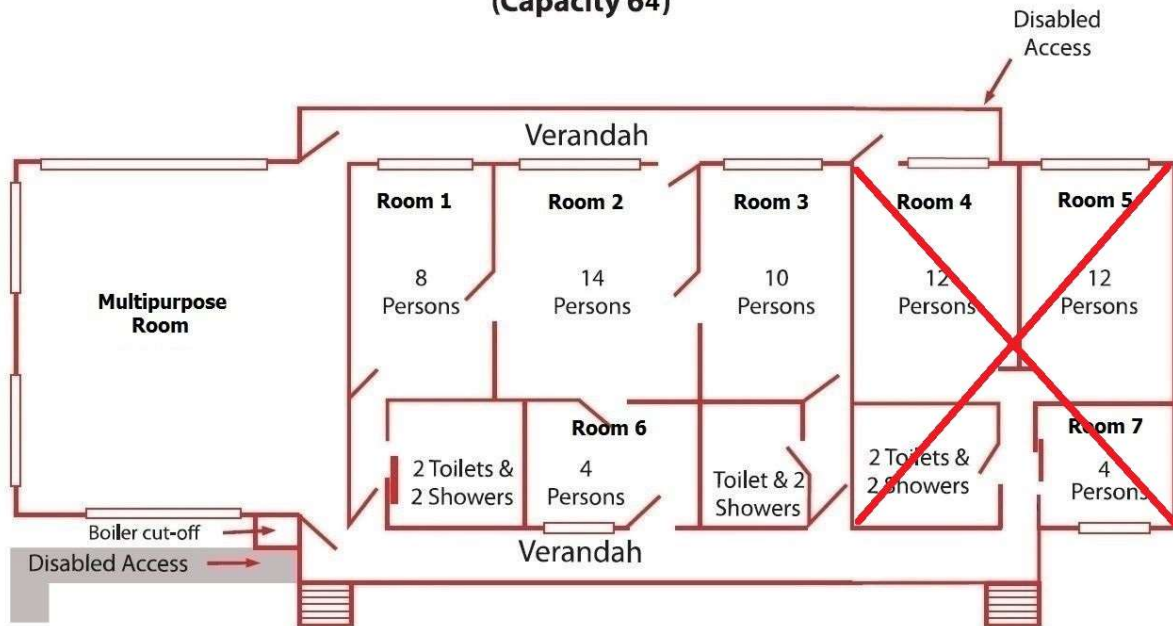 (Capacity 64)
Disabled
Access
Verandah
Room 1
Room 2
Room 3
Room 4
Room 5
8
Persons
14
Persons
10
Persons
12
Persons
12
Persons
Multipurpose
Room
Room 6
Room 7
2 Toilets &
2 Showers
4
Persons
Toilet & 2
Showers
2 Toilets &
2 Showers
4
Persons
Boiler cut-off
Disabled Access
Verandah